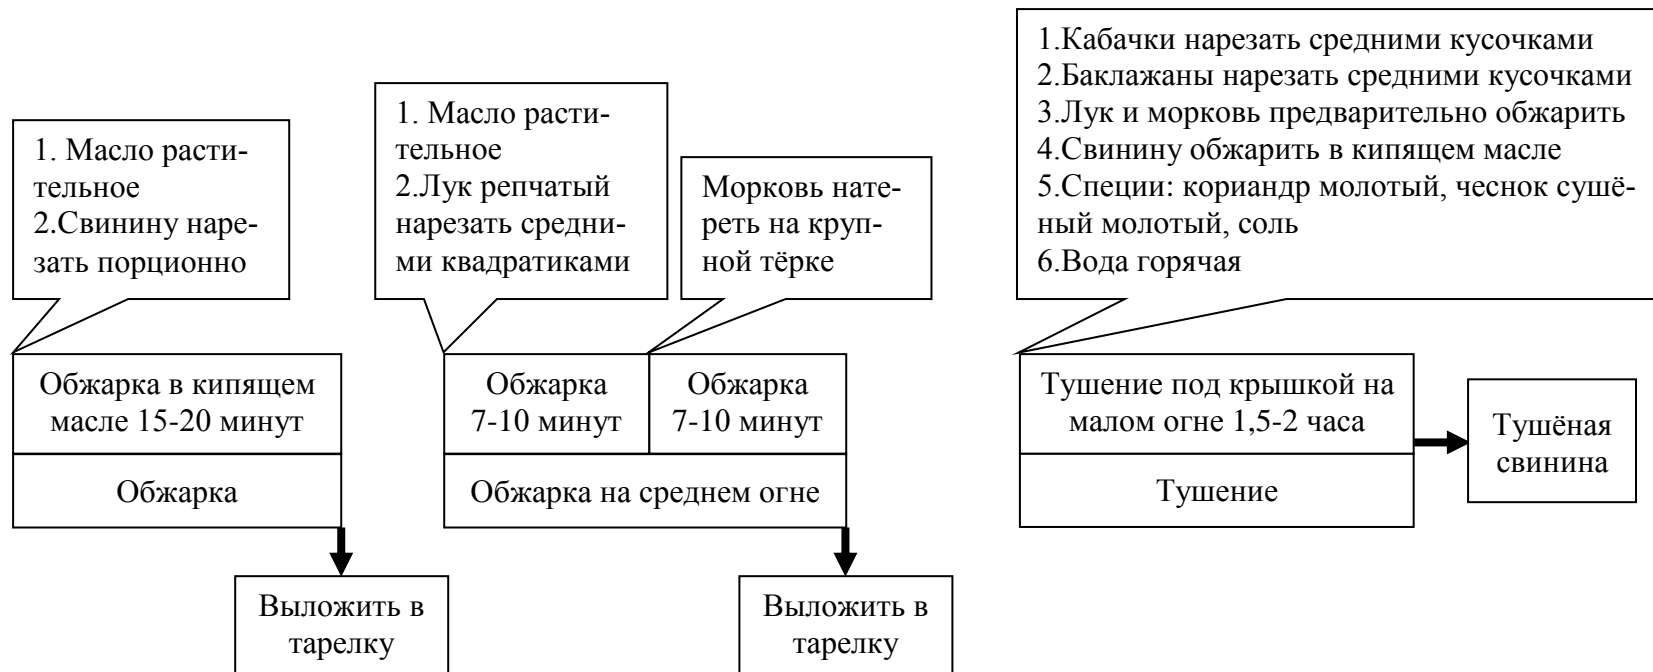 1. Масло расти-
тельное
2.Свинину наре-
зать порционно
1. Масло расти-
тельное
2.Лук репчатый
нарезать средни-
ми квадратиками
Морковь нате-
реть на круп-
ной тёрке
1.Кабачки нарезать средними кусочками
2.Баклажаны нарезать средними кусочками
3.Лук и морковь предварительно обжарить
4.Свинину обжарить в кипящем масле
5.Специи: кориандр молотый, чеснок сушё-
ный молотый, соль
6.Вода горячая
Обжарка в кипящем
масле 15-20 минут
Обжарка
Обжарка
7-10 минут
Обжарка
7-10 минут
Обжарка на среднем огне
Тушение под крышкой на
малом огне 1,5-2 часа
Тушение
Тушёная
свинина
Выложить в
тарелку
Выложить в
тарелку